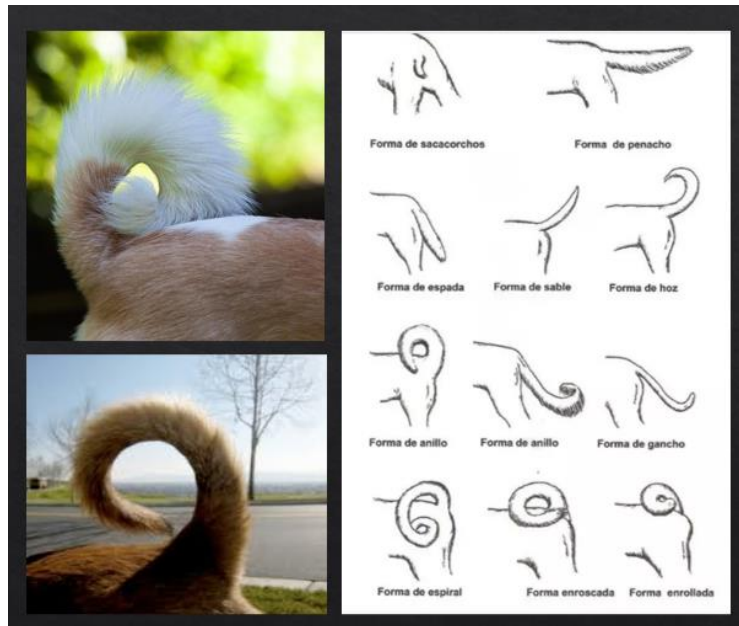 Forma de sacacorchos
Forma de penacho
Forma de espada
Forma de sable
Forma de hoz
Forma de anillo
Forma de anillo
Forma de gancho
Forma de espiral
Forma enroscada
Forma enrollada